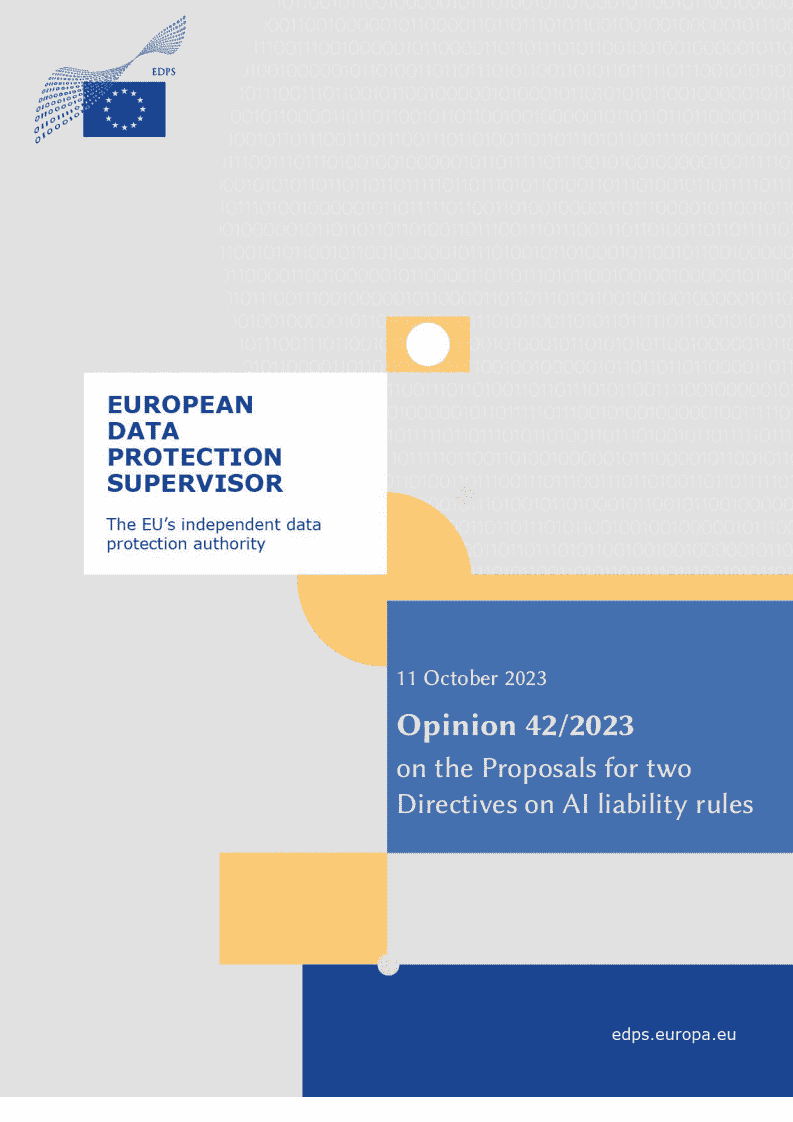 EDPS
EUROPEAN
DATA
PROTECTION
SUPERVISOR
The EU’s independent data
protection authority
11 October 2023
Opinion 42/2023
on the Proposals for two
Directives on AI liability rules
edps.europa.eu